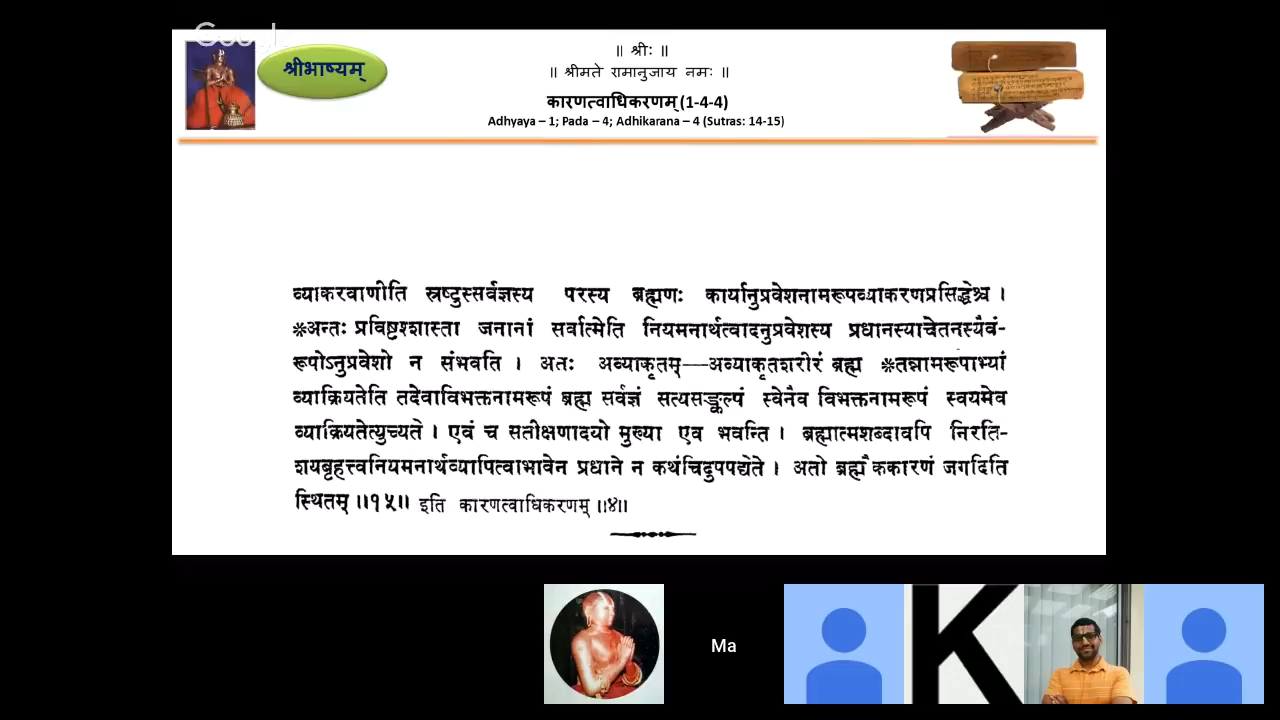 Google
॥ श्रीः ॥
श्रीभाष्यम्
॥ श्रीमते रामानुजाय नमः ॥
कारणत्वाधिकरणम् (1-4-4)
Adhyaya – 1; Pada – 4; Adhikarana – 4 (Sutras: 14-15)
व्याकरवाणीति स्रष्टुस्सर्वज्ञस्य परस्य ब्रह्मणः कार्यानुप्रवेशनामरूपव्याकरणप्रसिद्धेश्च ।
※अन्तः प्रविष्टश्शास्ता जनानां सर्वात्मेति नियमनार्थत्वादनुप्रवेशस्य प्रधानस्याचेतनस्यैवं-
रूपोऽनुप्रवेशो न संभवति । अतः अव्याकृतम्—अव्याकृतशरीरं ब्रह्म ※तन्नामरूपाभ्यां
व्याक्रियतेति तदेवाविभक्तनामरूपं ब्रह्म सर्वज्ञं सत्यसङ्कल्पं स्वेनैव विभक्तनामरूपं स्वयमेव
व्याक्रियतेत्युच्यते । एवं च सतीक्षणादयो मुख्या एव भवन्ति । ब्रह्मात्मशब्दावपि निरति-
शयबृहत्त्वनियमनार्थव्यापित्वाभावेन प्रधाने न कथंचिदुपपद्येते । अतो ब्रह्मैककारणं जगदिति
स्थितम् ॥१५॥ इति कारणत्वाधिकरणम् ॥४॥
Ma
K